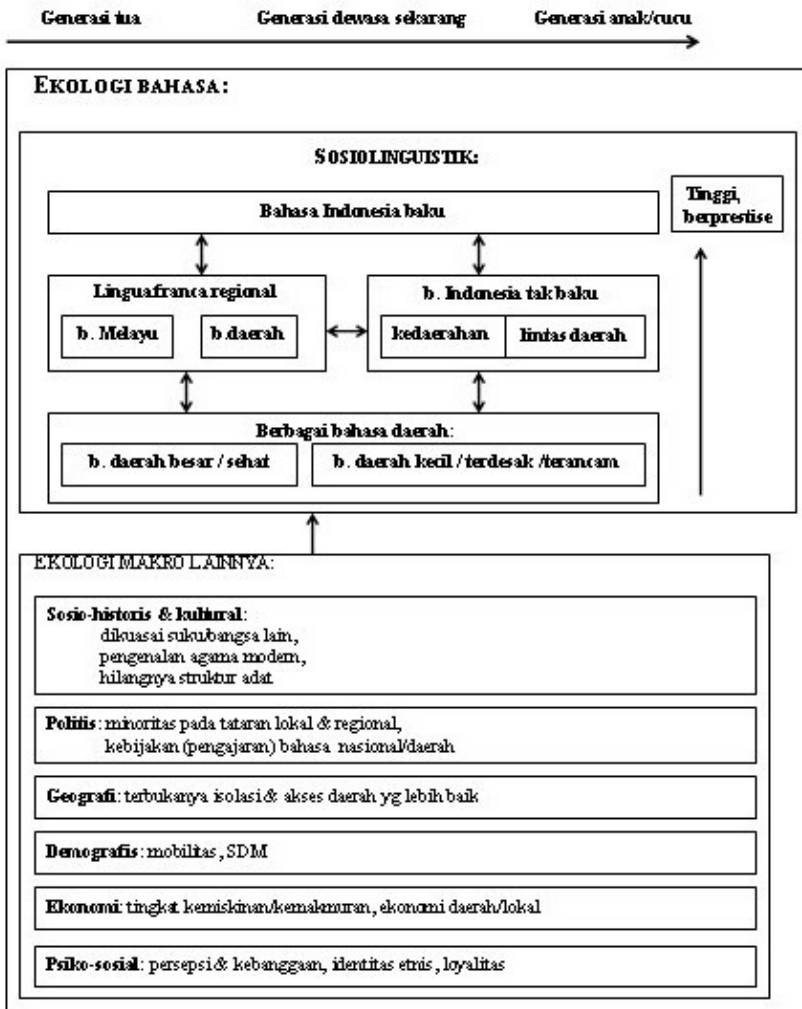 Generasi tua Generasi dewasa sekarang Generasi anak/cucu
EKOLOGI BAHASA:
SOSIOLINGUISTIK:
Tinggi,
berprestise
Bahasa Indonesia baku
Linguafranca regional
b. Melayu b.daerah
b. Indonesia tak baku
kedaerahan lintas daerah
Berbagai bahasa daerah:
b. daerah besar / sehat b. daerah kecil / terdesak /terancam
EKOLOGI MAKRO LAINNYA:
Sosio-historis & kultural:
dikuasai suku/bangsa lain,
pengenalan agama modern,
hilangnya struktur adat
Politis: minoritas pada tataran lokal & regional,
kebijakan (pengajaran) bahasa nasional/daerah
Geografi: terbukanya isolasi & akses daerah yg lebih baik
Demografis: mobilitas, SDM
Ekonomi: tingkat kemiskinan/kemakmuran, ekonomi daerah/lokal
Psiko-sosial: persepsi & kebanggaan, identitas etnis, loyalitas